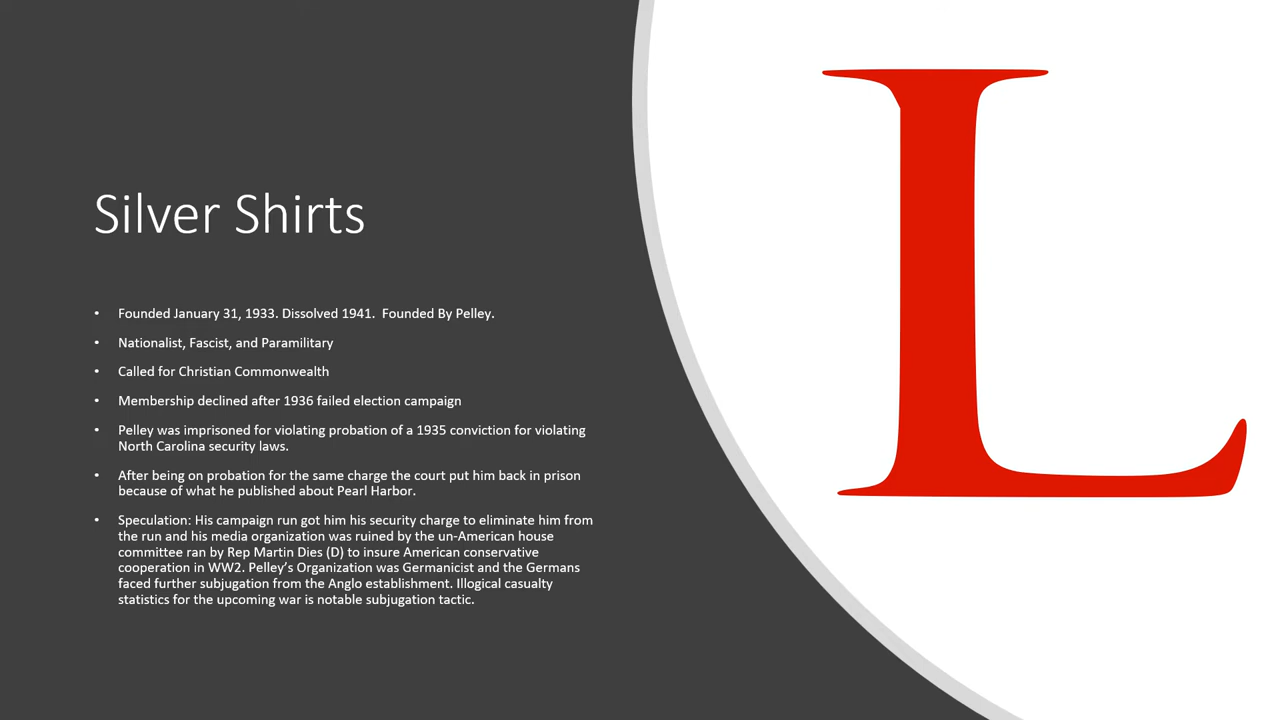 Silver Shirts
L
• Founded January 31, 1933. Dissolved 1941.  Founded By Pelley.
• Nationalist, Fascist, and Paramilitary
• Called for Christian Commonwealth
• Membership declined after 1936 failed election campaign
• Pelley was imprisoned for violating probation of a 1935 conviction for violating
North Carolina security laws.
• After being on probation for the same charge the court put him back in prison
because of what he published about Pearl Harbor.
• Speculation: His campaign run got him his security charge to eliminate him from
the run and his media organization was ruined by the un-American house
committee ran by Rep Martin Dies (D) to insure American conservative
cooperation in WW2. Pelley’s Organization was Germanicist and the Germans
faced further subjugation from the Anglo establishment. Illogical casualty
statistics for the upcoming war is notable subjugation tactic.